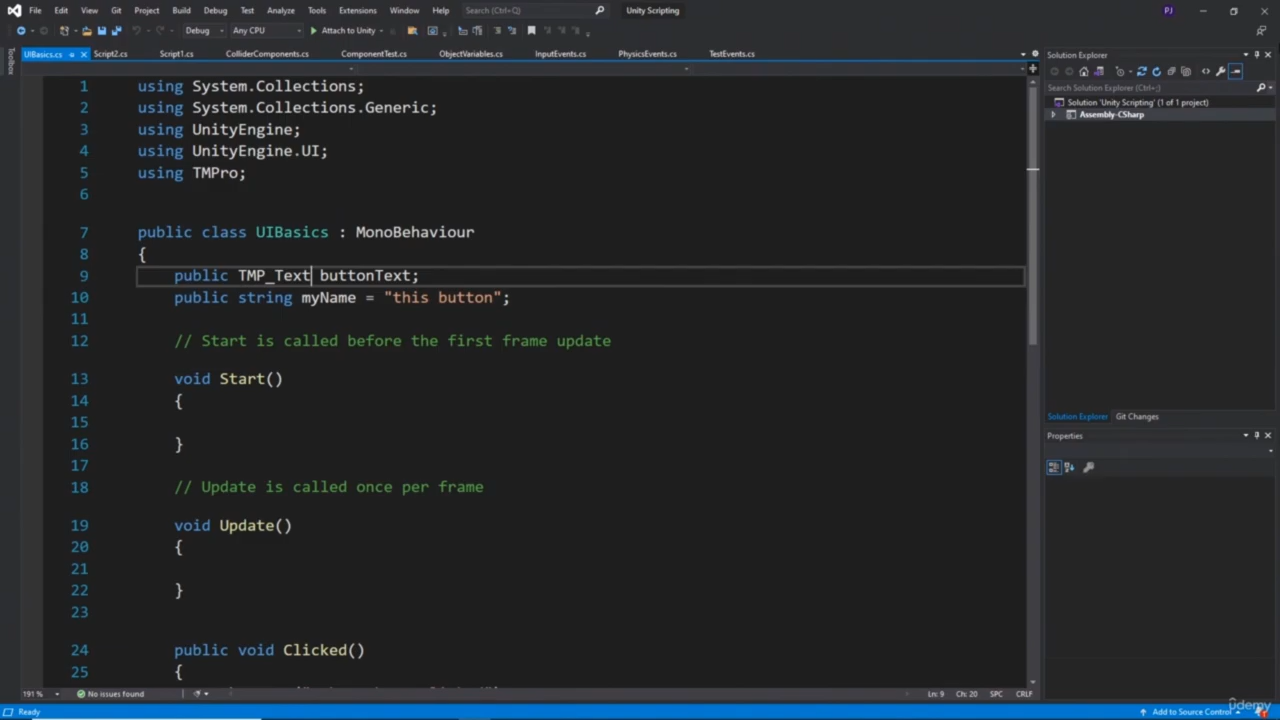 File Edit View Git Project Build Debug Test Analyze Tools Extensions Window Help Search (Ctrl+Q) Unity Scripting PJ
Debug Any CPU Attach to Unity
UIBasics.cs Script2.cs Script1.cs ColliderComponents.cs ComponentTest.cs ObjectVariables.cs InputEvents.cs PhysicsEvents.cs TestEvents.cs
Toolbox
1 using System.Collections;
2 using System.Collections.Generic;
3 using UnityEngine;
4 using UnityEngine.UI;
5 using TMPro;
6
7 public class UIBasics : MonoBehaviour
8 {
9 public TMP_Text buttonText;
10 public string myName = "this button";
11
12 // Start is called before the first frame update
13 void Start()
14 {
15
16 }
17
18 // Update is called once per frame
19 void Update()
20 {
21
22 }
23
24 public void Clicked()
25 {
Solution Explorer
Search Solution Explorer (Ctrl+;)
Solution 'Unity Scripting' (1 of 1 project)
Assembly-CSharp
Solution Explorer Git Changes
Properties
191 % No issues found Ln: 9 Ch: 20 SPC CRLF
Ready Add to Source Control
udemy